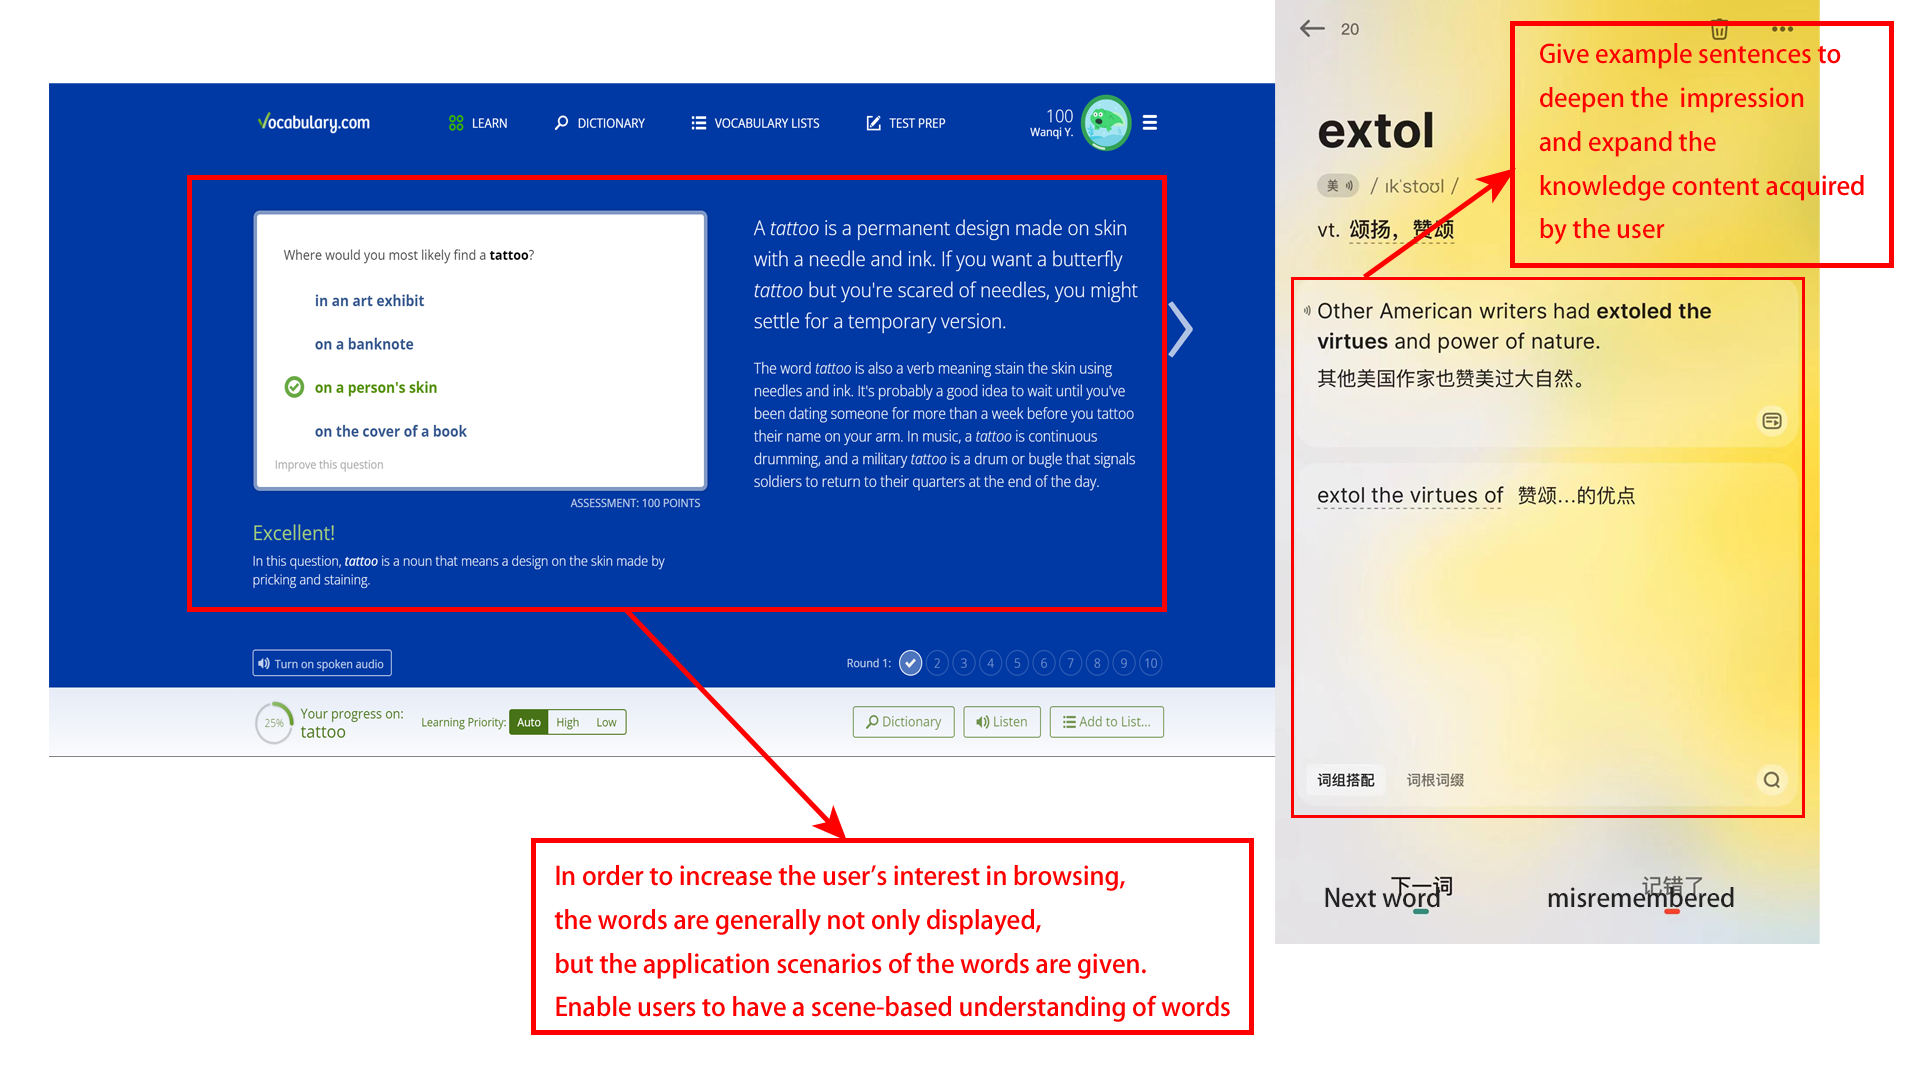 Vocabulary.com
LEARN
DICTIONARY
VOCABULARY LISTS
TEST PREP
100
Wanqi Y.
Where would you most likely find a tattoo?
in an art exhibit
on a banknote
on a person's skin
on the cover of a book
Improve this question
ASSESSMENT: 100 POINTS
Excellent!
In this question, tattoo is a noun that means a design on the skin made by
pricking and staining.
A tattoo is a permanent design made on skin
with a needle and ink. If you want a butterfly
tattoo but you're scared of needles, you might
settle for a temporary version.
The word tattoo is also a verb meaning stain the skin using
needles and ink. It's probably a good idea to wait until you've
been dating someone for more than a week before you tattoo
their name on your arm. In music, a tattoo is continuous
drumming, and a military tattoo is a drum or bugle that signals
soldiers to return to their quarters at the end of the day.
Turn on spoken audio
Round 1: 2 3 4 5 6 7 8 9 10
25%
Your progress on:
tattoo
Learning Priority: Auto High Low
Dictionary
Listen
Add to List...
In order to increase the user's interest in browsing,
the words are generally not only displayed,
but the application scenarios of the words are given.
Enable users to have a scene-based understanding of words
20
extol
美 / ɪkˈstoʊl /
vt. 颂扬，赞颂
Give example sentences to
deepen the impression
and expand the
knowledge content acquired
by the user
Other American writers had extoled the
virtues and power of nature.
其他美国作家也赞美过大自然。
extol the virtues of 赞颂...的优点
词组搭配
词根词缀
下一词
Next word
记错了
misremembered